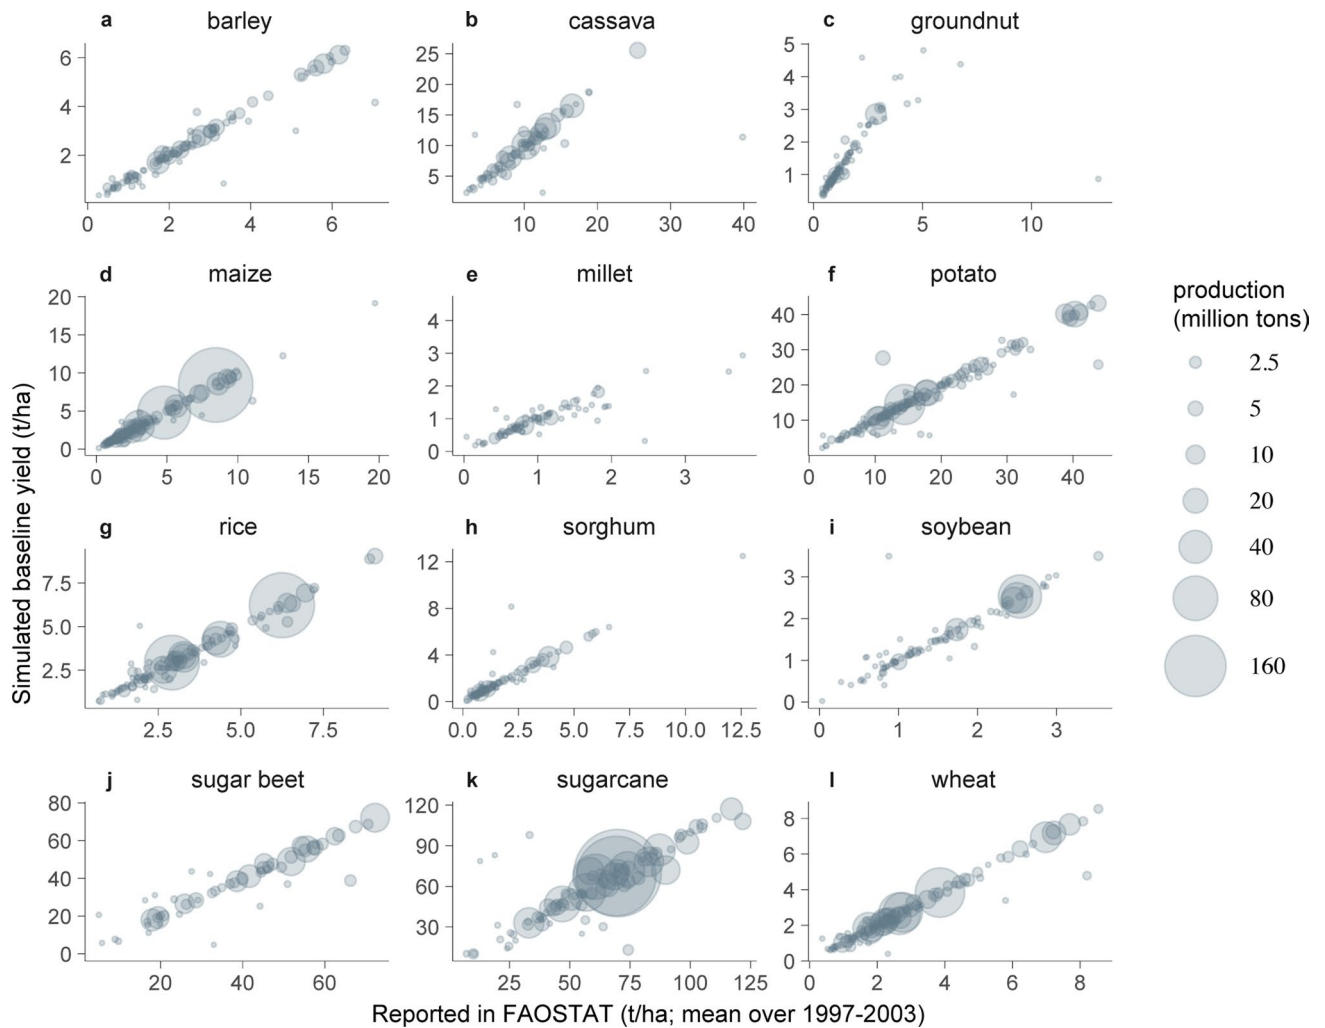 a barley
b cassava
c groundnut
6
4
2
0 2 4 6
25
20
15
10
5
10 20 30 40
5
4
3
2
1
0 5 10
d maize
e millet
f potato
20
15
10
5
0
0 5 10 15 20
4
3
2
1
0
0 1 2 3
40
30
20
10
0 10 20 30 40
g rice
h sorghum
i soybean
7.5
5.0
2.5
2.5 5.0 7.5
12
8
4
0
0.0 2.5 5.0 7.5 10.0 12.5
3
2
1
0
0 1 2 3
j sugar beet
k sugarcane
l wheat
80
60
40
20
0
20 40 60
120
90
60
30
25 50 75 100 125
8
6
4
2
0
0 2 4 6 8
Simulated baseline yield (t/ha)
Reported in FAOSTAT (t/ha; mean over 1997-2003)
production
(million tons)
2.5
5
10
20
40
80
160